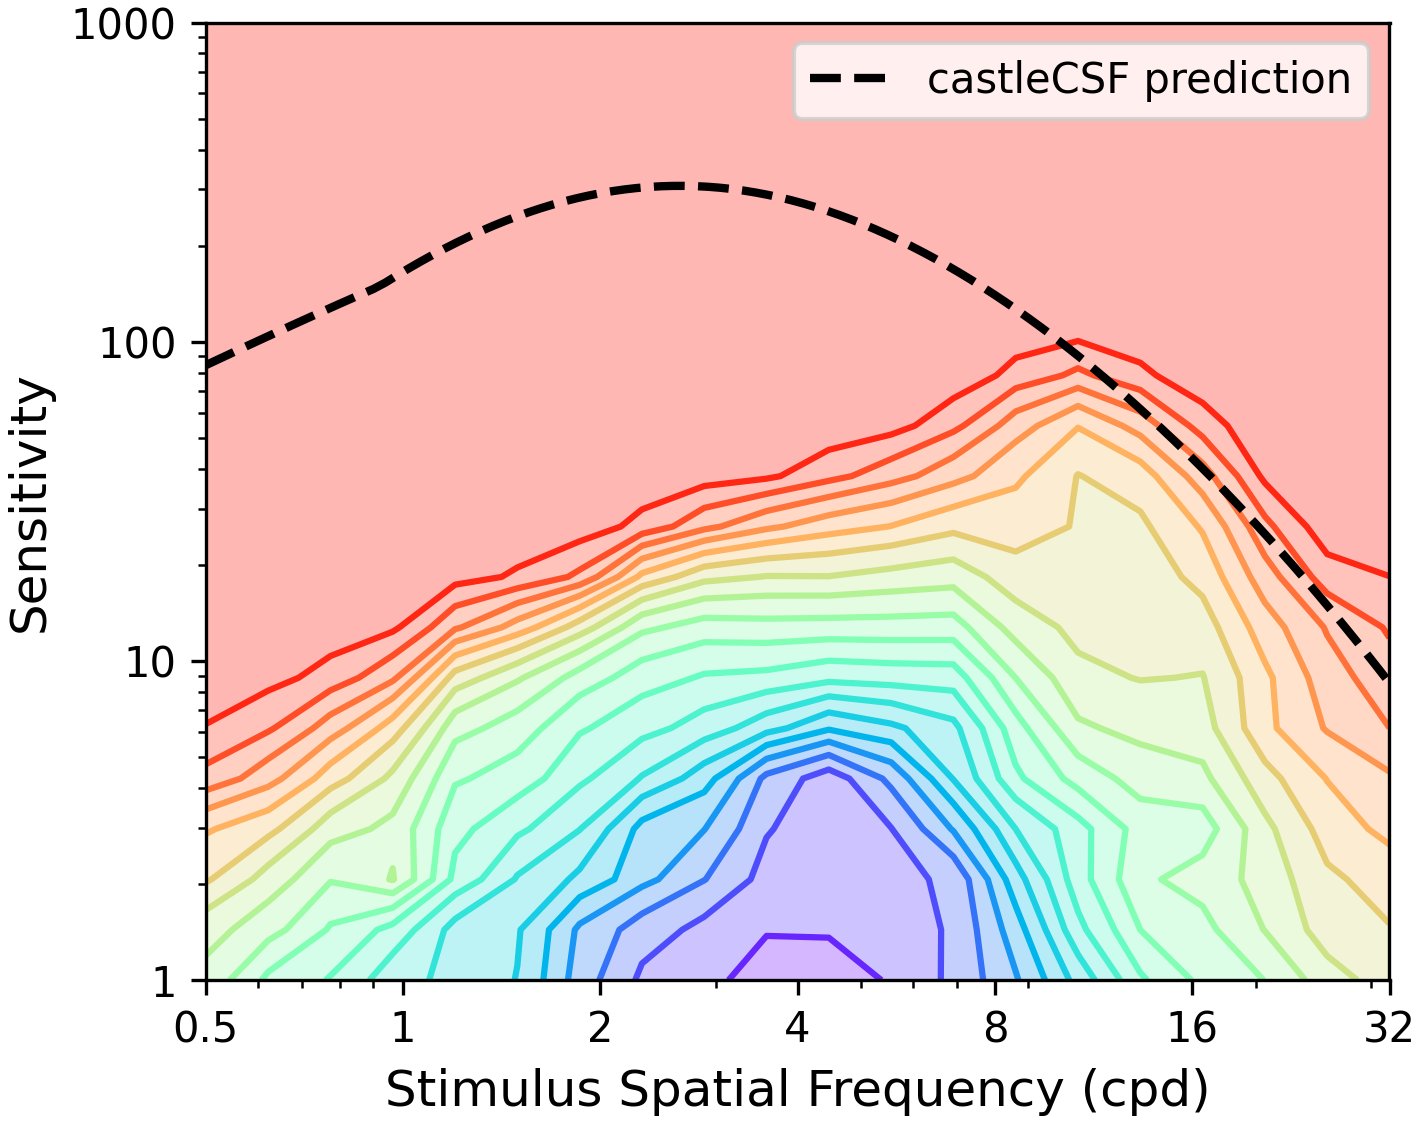 1000
100
10
1
Sensitivity
castleCSF prediction
0.5 1 2 4 8 16 32
Stimulus Spatial Frequency (cpd)